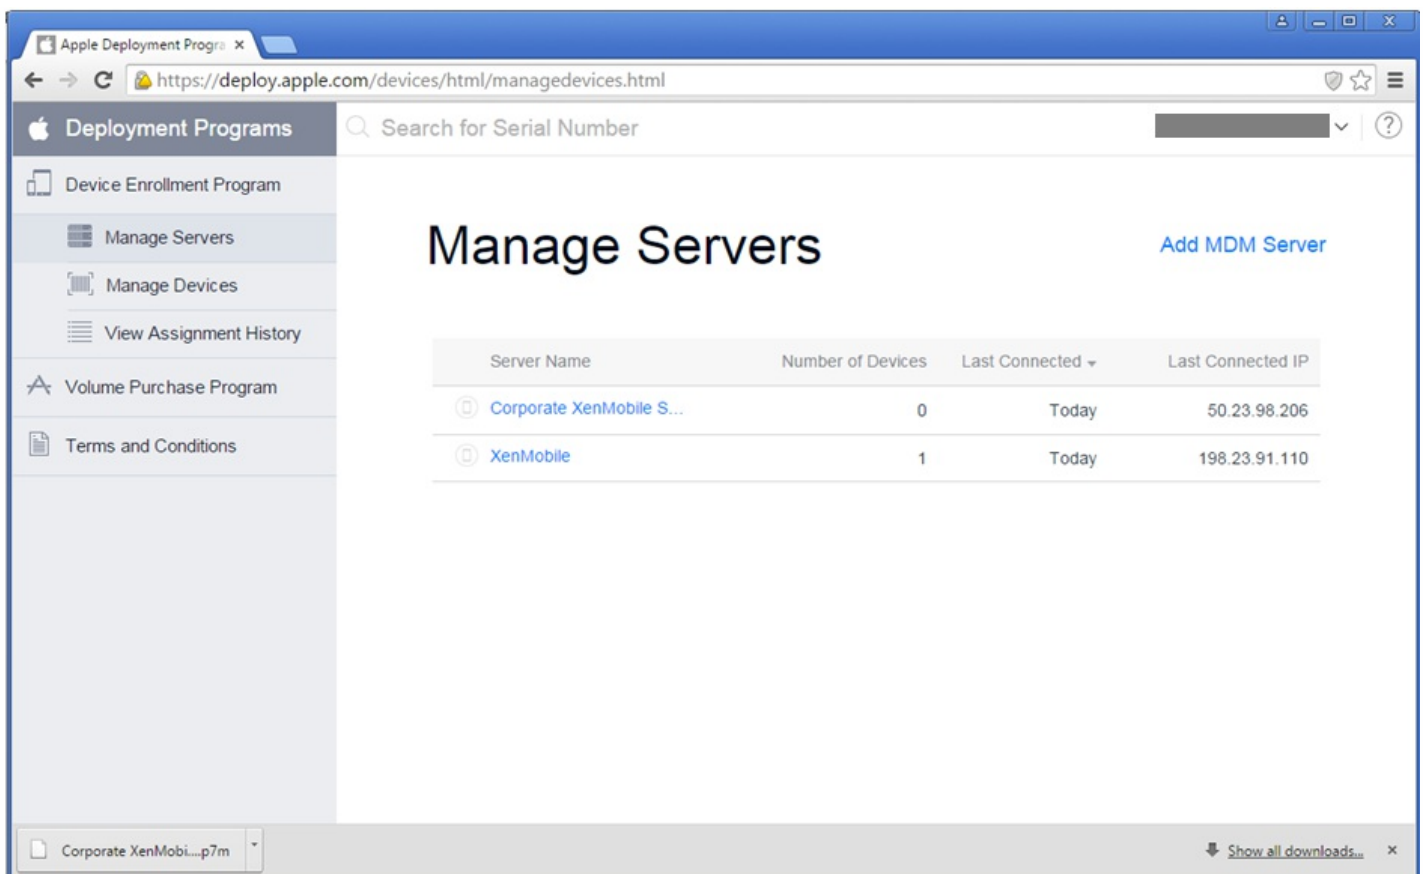 Apple Deployment Progra
https://deploy.apple.com/devices/html/managedevices.html
Deployment Programs
Search for Serial Number
Device Enrollment Program
Manage Servers
Manage Devices
View Assignment History
Volume Purchase Program
Terms and Conditions
Manage Servers
Add MDM Server
Server Name Number of Devices Last Connected Last Connected IP
Corporate XenMobile S... 0 Today 50.23.98.206
XenMobile 1 Today 198.23.91.110
Corporate XenMobi....p7m
Show all downloads...